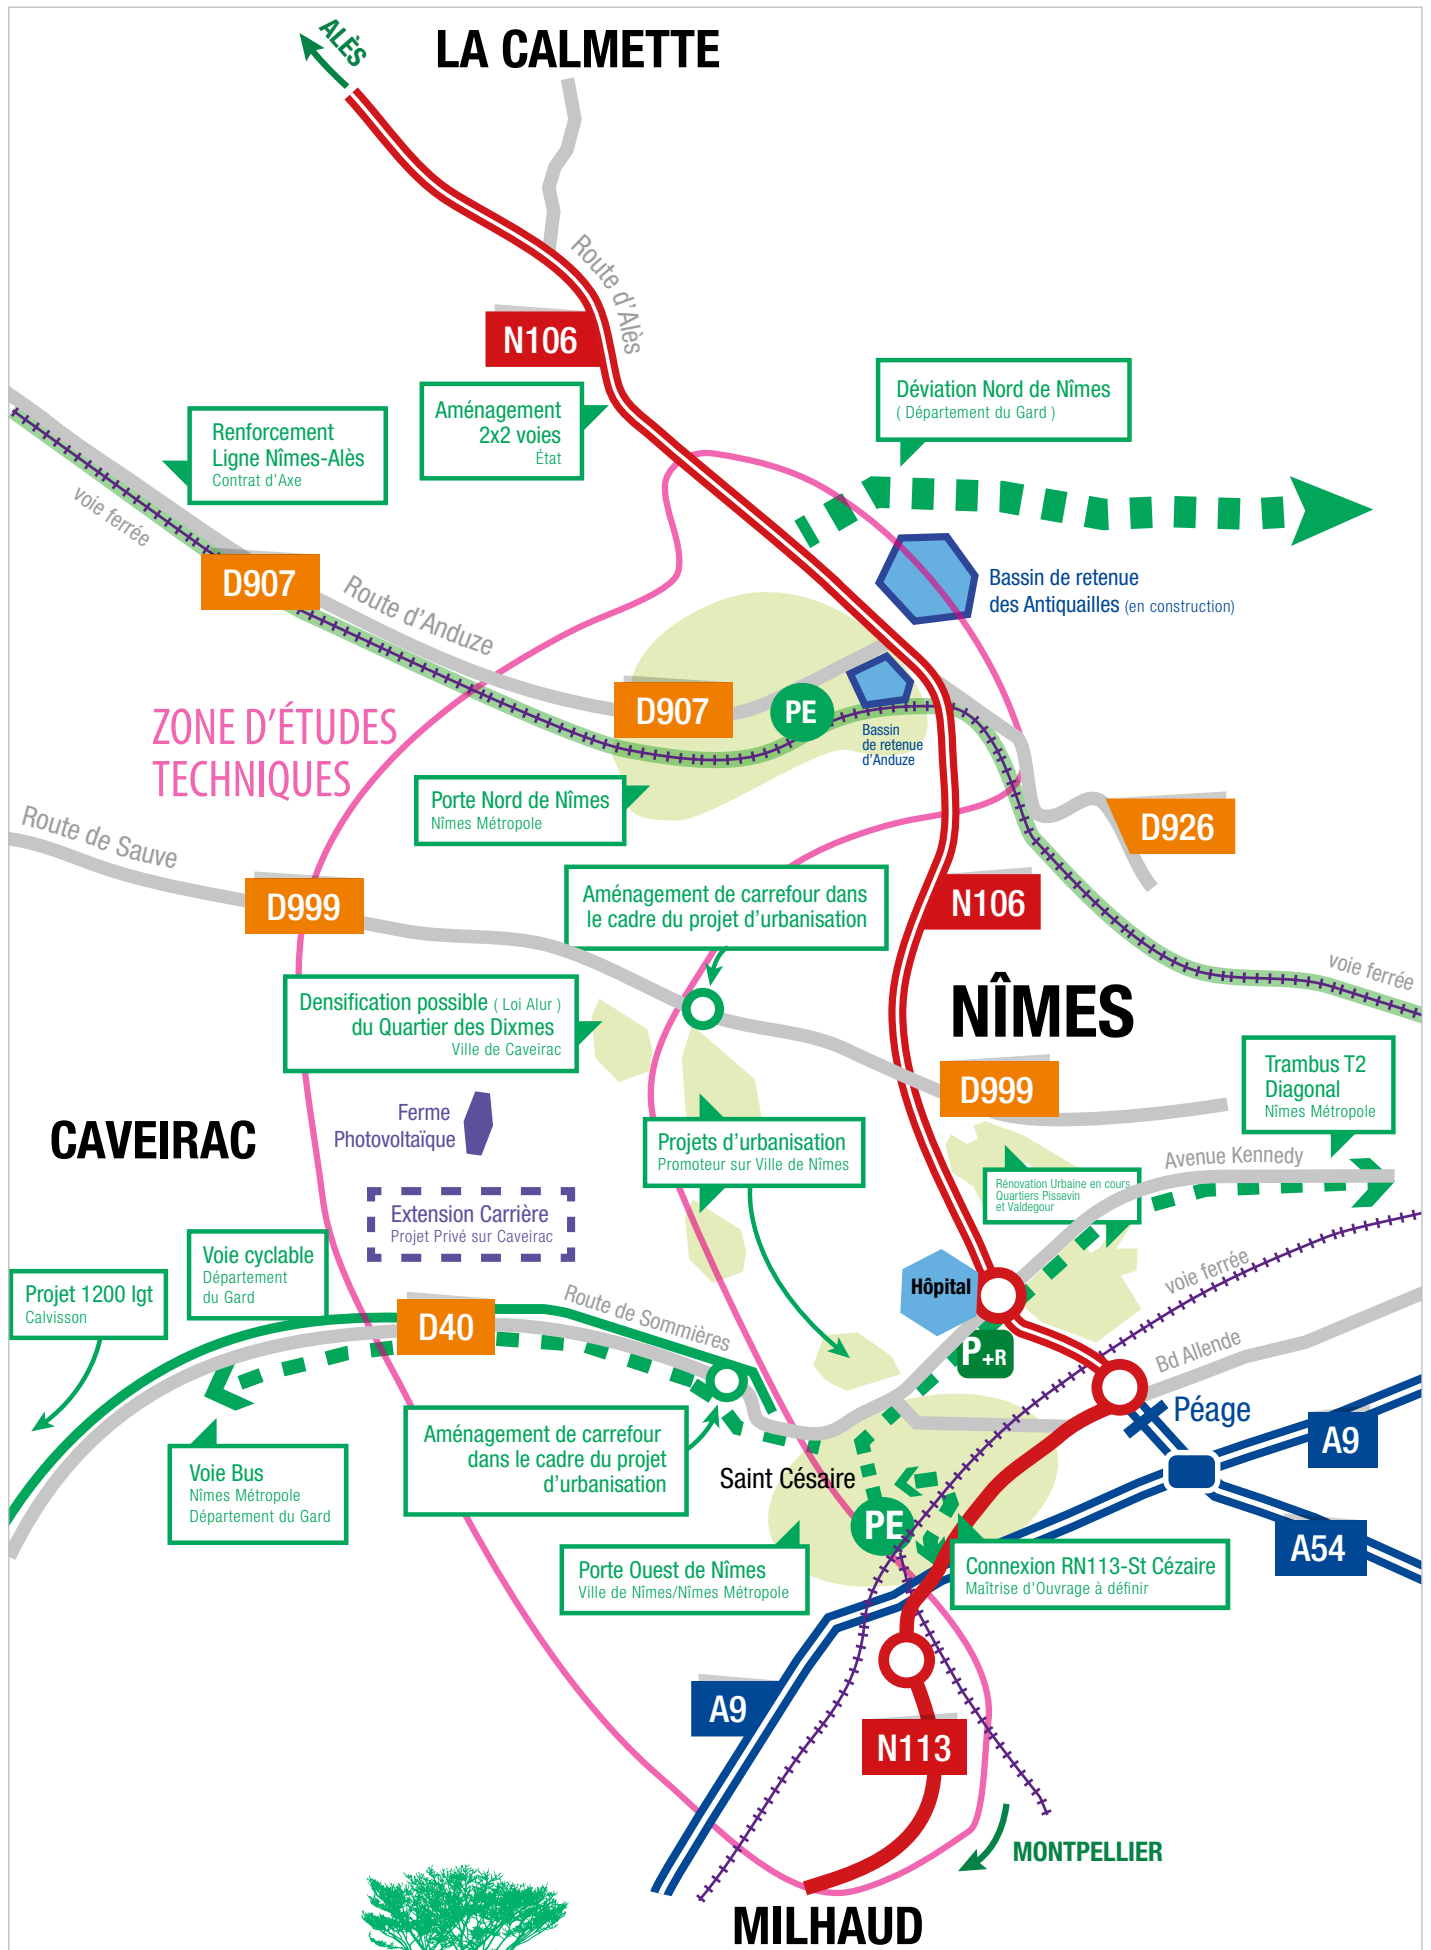 ALÈS
LA CALMETTE
Route d'Alès
N106
Aménagement
2x2 voies
État
Déviation Nord de Nîmes
( Département du Gard )
Renforcement
Ligne Nîmes-Alès
Contrat d'Axe
voie ferrée
D907
Route d'Anduze
Bassin de retenue
des Antiquailles (en construction)
D907
PE
Bassin
de retenue
d'Anduze
ZONE D'ÉTUDES
TECHNIQUES
Porte Nord de Nîmes
Nîmes Métropole
Route de Sauve
D926
D999
Aménagement de carrefour dans
le cadre du projet d'urbanisation
N106
voie ferrée
NÎMES
Densification possible ( Loi Alur )
du Quartier des Dixmes
Ville de Caveirac
D999
Trambus T2
Diagonal
Nîmes Métropole
CAVEIRAC
Ferme
Photovoltaïque
Projets d'urbanisation
Promoteur sur Ville de Nîmes
Avenue Kennedy
Rénovation Urbaine en cours
Quartiers Pissevin
et Valdegour
Extension Carrière
Projet Privé sur Caveirac
Voie cyclable
Département
du Gard
Projet 1200 lgt
Calvisson
Route de Sommières
D40
Hôpital
voie ferrée
P+R
Bd Allende
Péage
A9
Aménagement de carrefour
dans le cadre du projet
d'urbanisation
Saint Césaire
Voie Bus
Nîmes Métropole
Département du Gard
PE
A54
Porte Ouest de Nîmes
Ville de Nîmes/Nîmes Métropole
Connexion RN113-St Cézaire
Maîtrise d'Ouvrage à définir
A9
N113
MONTPELLIER
MILHAUD